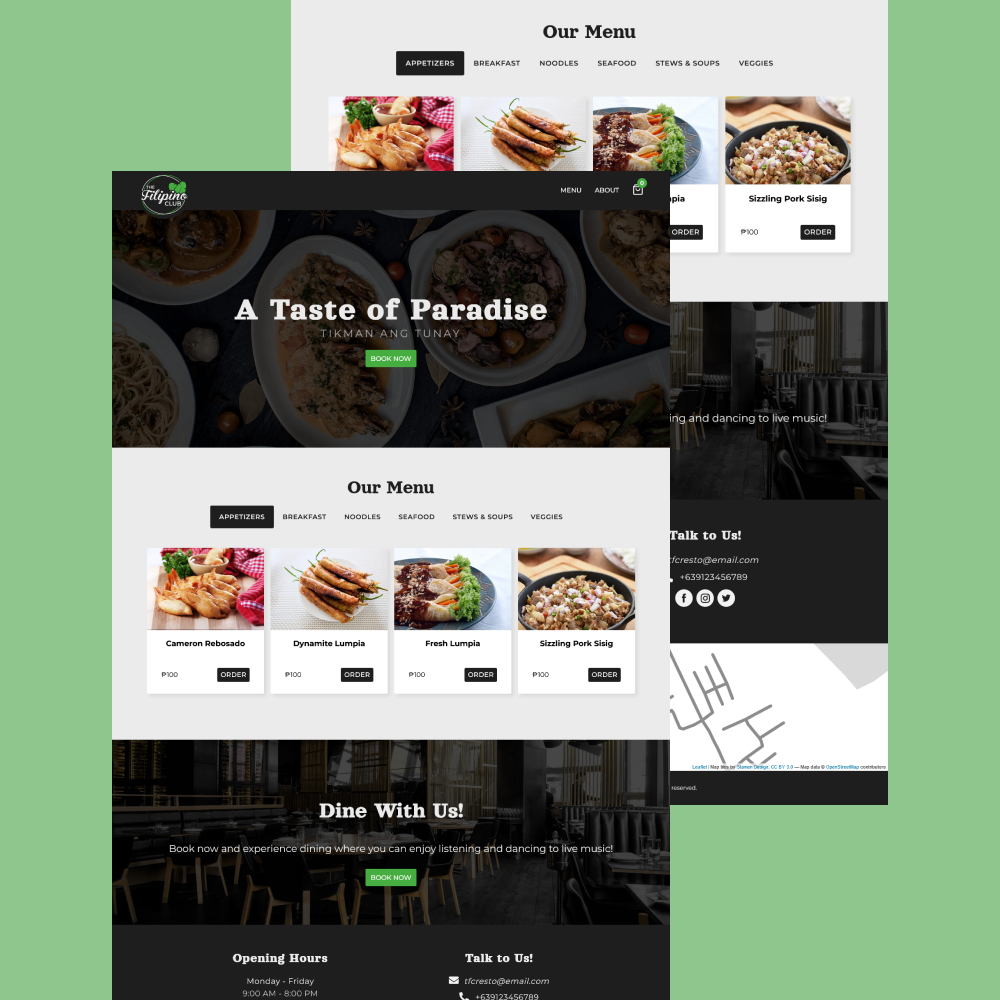 Our Menu
APPETIZERS BREAKFAST NOODLES SEAFOOD STEWS & SOUPS VEGGIES
pia
Sizzling Pork Sisig
ORDER
₱100 ORDER
ing and dancing to live music!
Talk to Us!
tfcresto@email.com
+639123456789
Leaflet | Map tiles by Stamen Design, CC BY 3.0 — Map data © OpenStreetMap contributors
reserved.
THE
Filipino
CLUB
MENU ABOUT 0
A Taste of Paradise
TIKMAN ANG TUNAY
BOOK NOW
Our Menu
APPETIZERS BREAKFAST NOODLES SEAFOOD STEWS & SOUPS VEGGIES
Cameron Rebosado
₱100 ORDER
Dynamite Lumpia
₱100 ORDER
Fresh Lumpia
₱100 ORDER
Sizzling Pork Sisig
₱100 ORDER
Dine With Us!
Book now and experience dining where you can enjoy listening and dancing to live music!
BOOK NOW
Opening Hours
Monday - Friday
9:00 AM - 8:00 PM
Talk to Us!
tfcresto@email.com
+639123456789